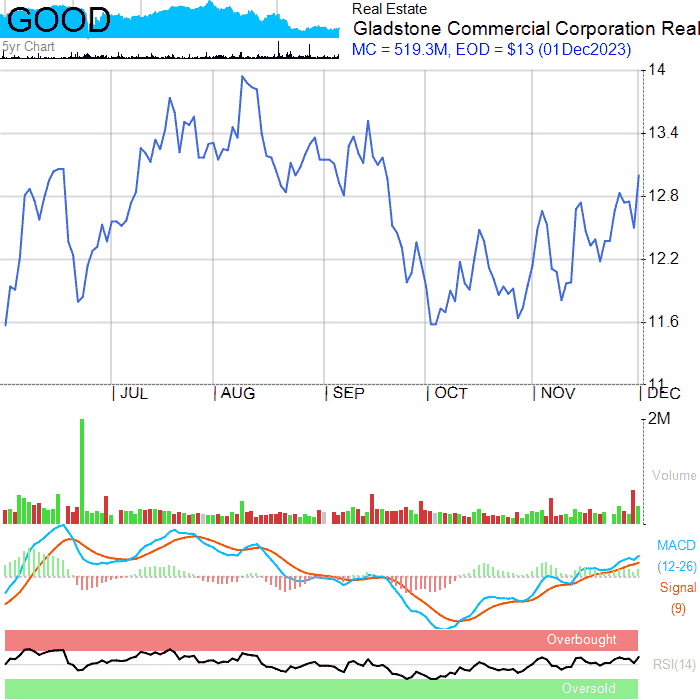 GOOD
5yr Chart
Real Estate
Gladstone Commercial Corporation Real
MC = 519.3M, EOD = $13 (01Dec2023)
14
13.4
12.8
12.2
11.6
11
JUL AUG SEP OCT NOV DEC
2M
Volume
MACD
(12-26)
Signal
(9)
Overbought
RSI(14)
Oversold